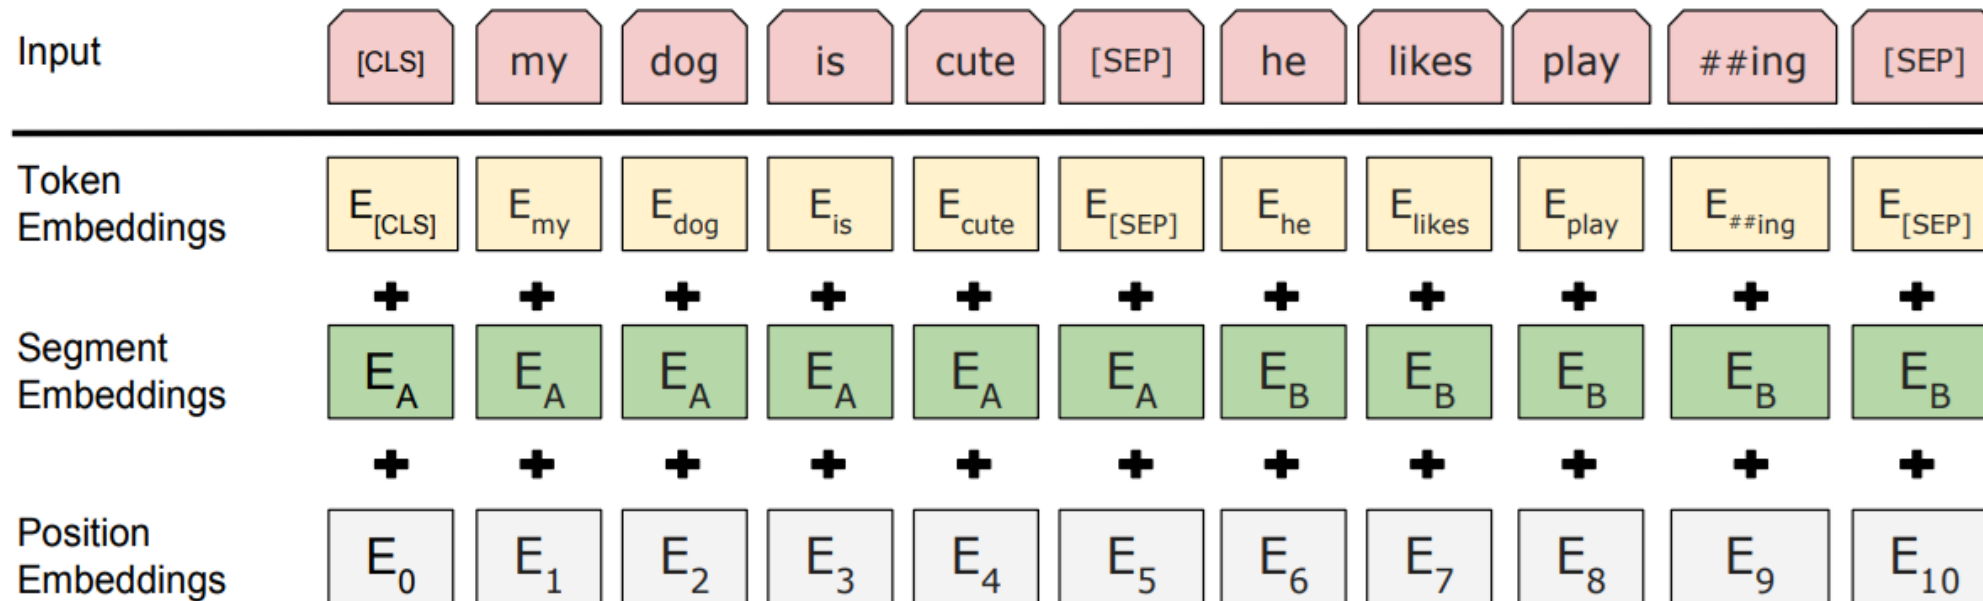 Input [CLS] my dog is cute [SEP] he likes play ##ing [SEP]
Token Embeddings E[CLS] Emy Edog Eis Ecute E[SEP] Ehe Elikes Eplay E##ing E[SEP]
+ + + + + + + + + + +
Segment Embeddings EA EA EA EA EA EA EB EB EB EB EB
+ + + + + + + + + + +
Position Embeddings E0 E1 E2 E3 E4 E5 E6 E7 E8 E9 E10